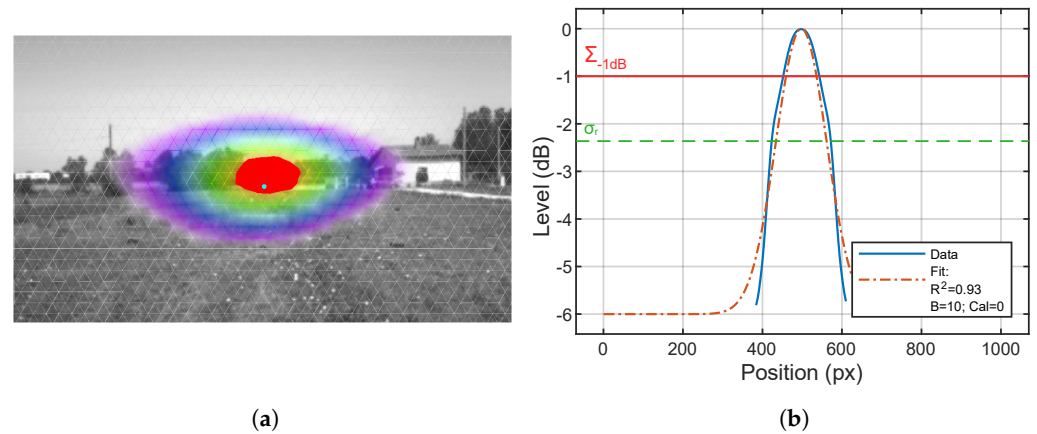 0
-1
-2
-3
-4
-5
-6
Σ-1dB
σr
Level (dB)
Data
Fit:
R²=0.93
B=10; Cal=0
0 200 400 600 800 1000
Position (px)
(a) (b)